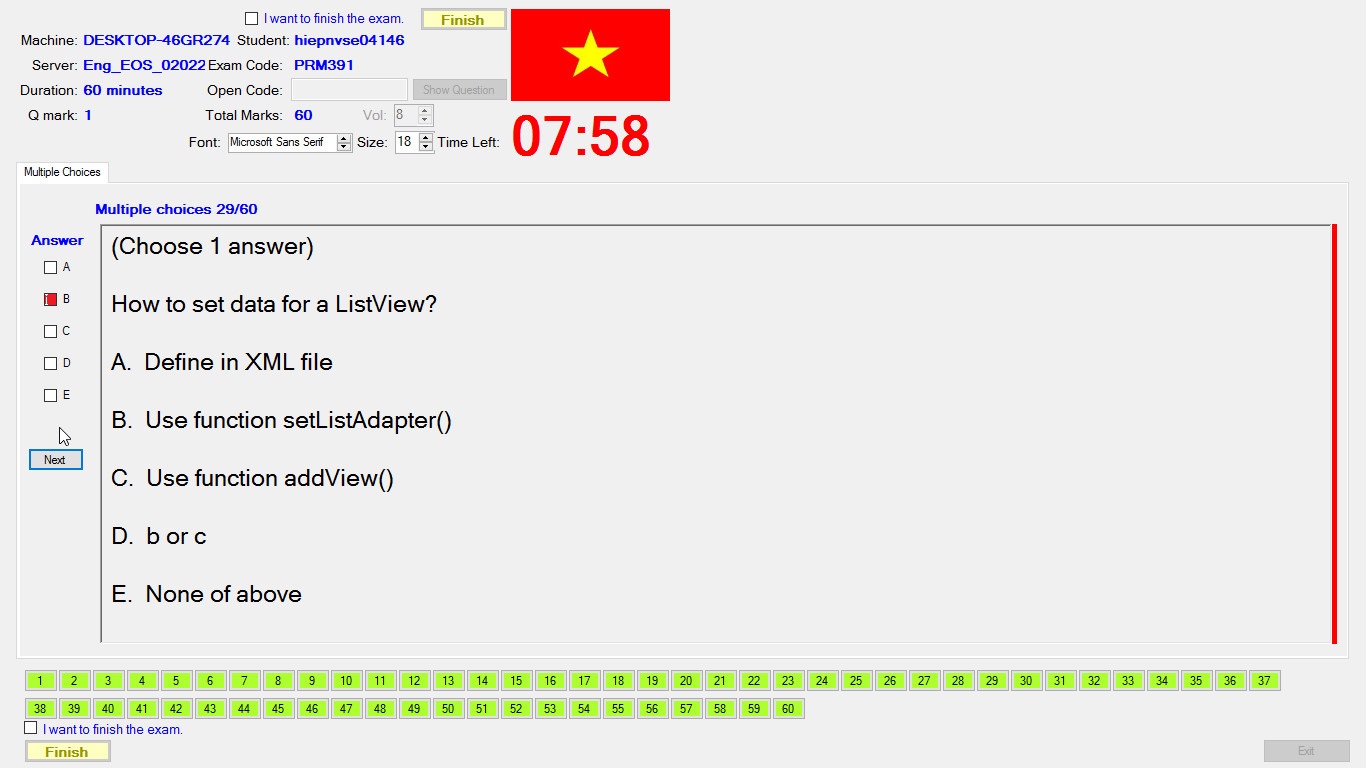 I want to finish the exam. Finish
Machine: DESKTOP-46GR274 Student: hiepnvse04146
Server: Eng_EOS_02022 Exam Code: PRM391
Duration: 60 minutes Open Code: Show Question
Q mark: 1 Total Marks: 60 Vol: 8
Font: Microsoft Sans Serif Size: 18 Time Left: 07:58
Multiple Choices
Multiple choices 29/60
Answer
A
B
C
D
E
Next
(Choose 1 answer)
How to set data for a ListView?
A. Define in XML file
B. Use function setListAdapter()
C. Use function addView()
D. b or c
E. None of above
1 2 3 4 5 6 7 8 9 10 11 12 13 14 15 16 17 18 19 20 21 22 23 24 25 26 27 28 29 30 31 32 33 34 35 36 37
38 39 40 41 42 43 44 45 46 47 48 49 50 51 52 53 54 55 56 57 58 59 60
I want to finish the exam.
Finish Exit